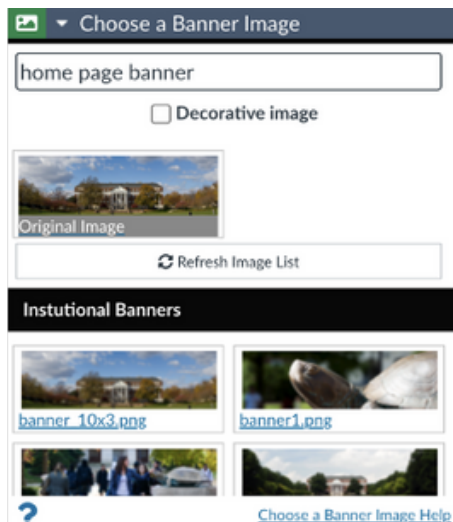 Choose a Banner Image
home page banner
Decorative image
Original Image
Refresh Image List
Instutional Banners
banner_10x3.png
banner1.png
?
Choose a Banner Image Help